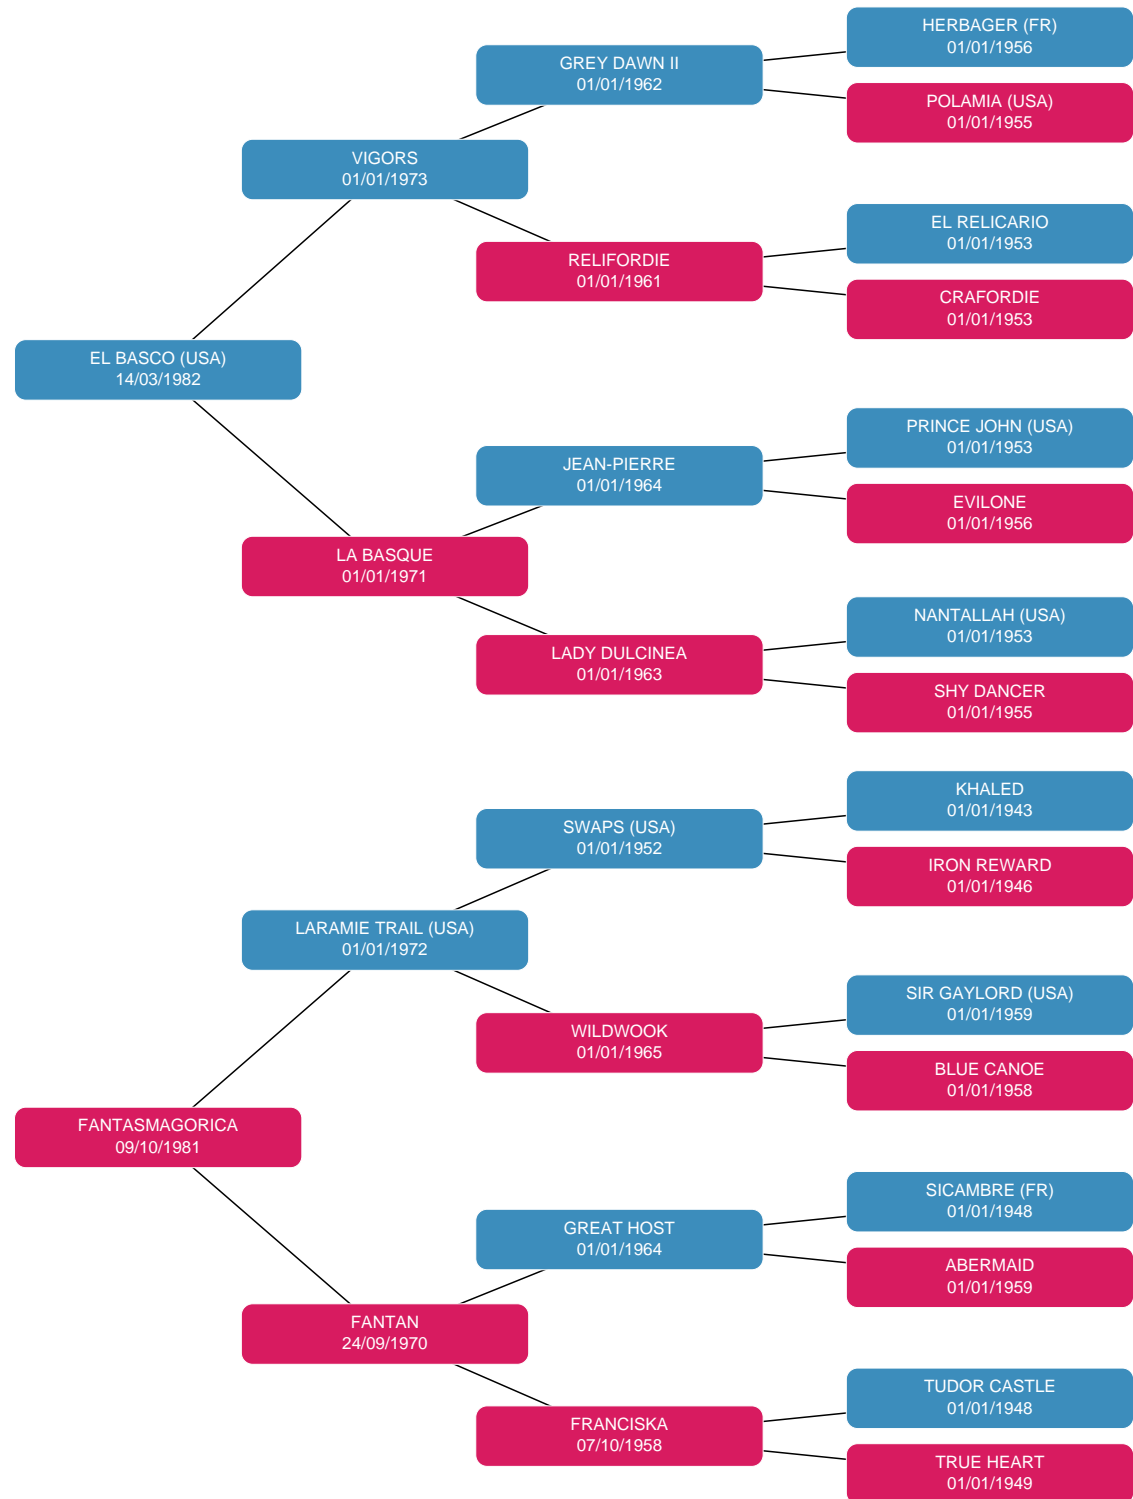 HERBAGER (FR)
01/01/1956
GREY DAWN II
01/01/1962
POLAMIA (USA)
01/01/1955
VIGORS
01/01/1973
EL RELICARIO
01/01/1953
RELIFORDIE
01/01/1961
CRAFORDIE
01/01/1953
EL BASCO (USA)
14/03/1982
PRINCE JOHN (USA)
01/01/1953
JEAN-PIERRE
01/01/1964
EVILONE
01/01/1956
LA BASQUE
01/01/1971
NANTALLAH (USA)
01/01/1953
LADY DULCINEA
01/01/1963
SHY DANCER
01/01/1955
KHALED
01/01/1943
SWAPS (USA)
01/01/1952
IRON REWARD
01/01/1946
LARAMIE TRAIL (USA)
01/01/1972
SIR GAYLORD (USA)
01/01/1959
WILDWOOK
01/01/1965
BLUE CANOE
01/01/1958
FANTASMAGORICA
09/10/1981
SICAMBRE (FR)
01/01/1948
GREAT HOST
01/01/1964
ABERMAID
01/01/1959
FANTAN
24/09/1970
TUDOR CASTLE
01/01/1948
FRANCISKA
07/10/1958
TRUE HEART
01/01/1949